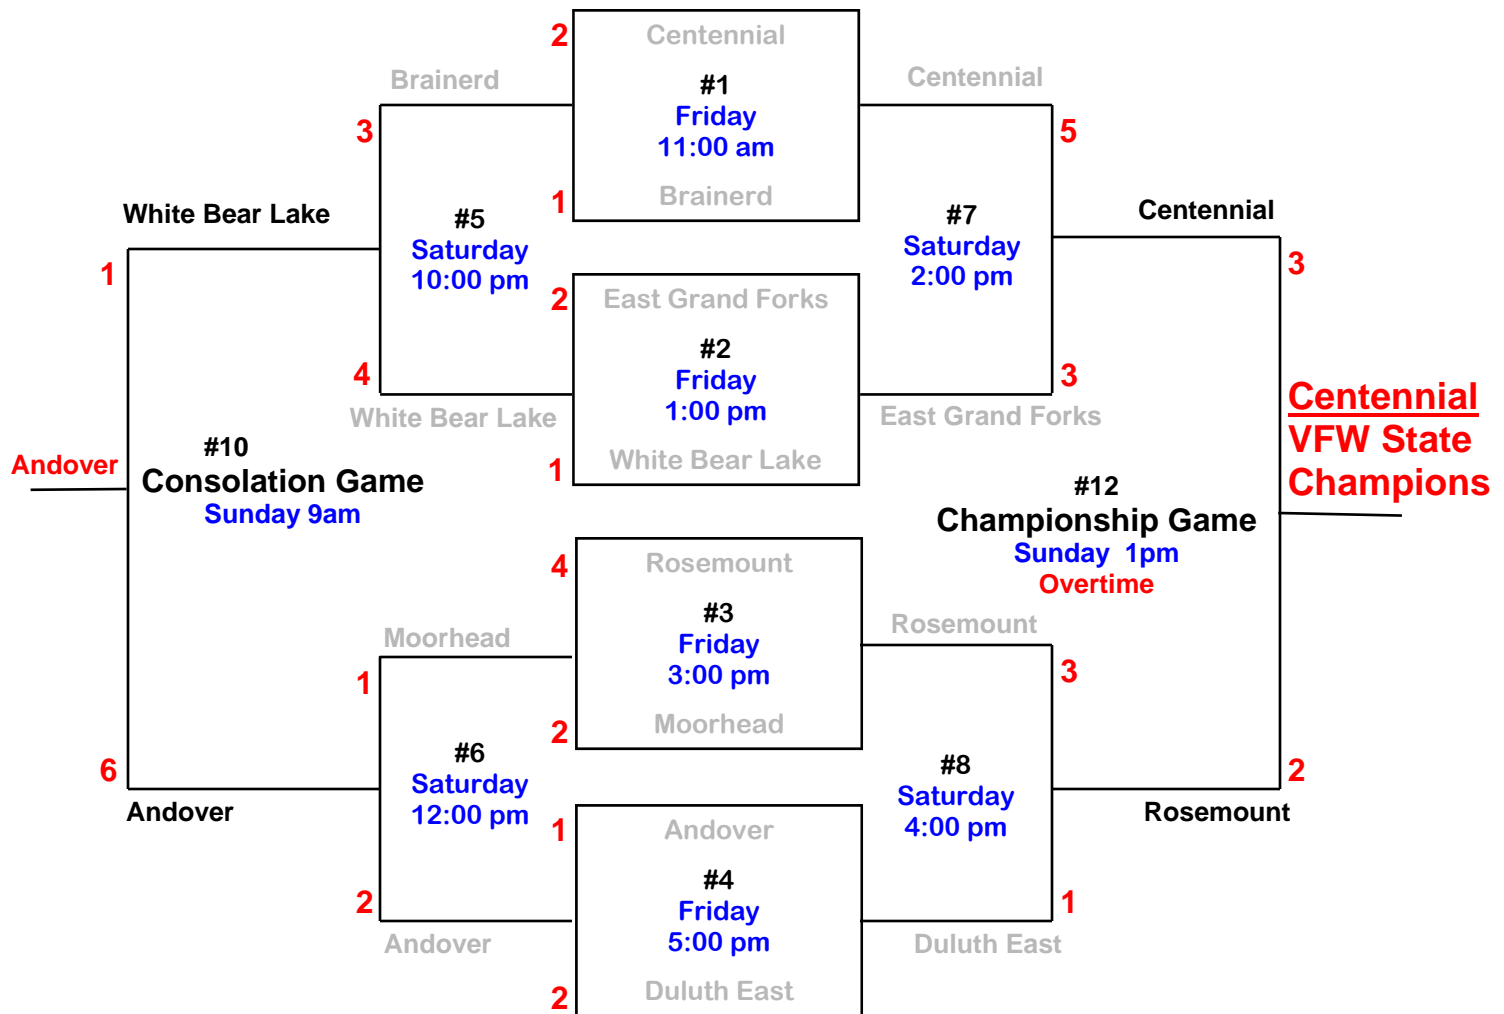 2
Centennial
#1
Friday
11:00 am
1
Brainerd
Brainerd
3
Centennial
5
White Bear Lake
1
#5
Saturday
10:00 pm
2
East Grand Forks
#2
Friday
1:00 pm
1
White Bear Lake
#7
Saturday
2:00 pm
Centennial
3
4
White Bear Lake
3
East Grand Forks
Andover
#10
Consolation Game
Sunday 9am
#12
Championship Game
Sunday 1pm
Overtime
Centennial
VFW State
Champions
4
Rosemount
#3
Friday
3:00 pm
2
Moorhead
Moorhead
1
Rosemount
3
6
Andover
#6
Saturday
12:00 pm
1
Andover
#4
Friday
5:00 pm
2
Duluth East
#8
Saturday
4:00 pm
2
Rosemount
2
Andover
1
Duluth East